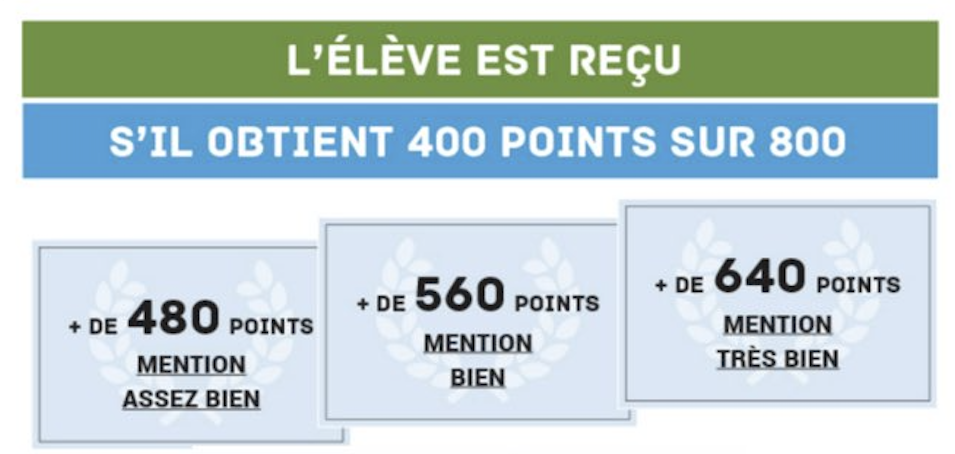 L'ÉLÈVE EST REÇU
S'IL OBTIENT 400 POINTS SUR 800
+ DE 480 POINTS
MENTION
ASSEZ BIEN
+ DE 560 POINTS
MENTION
BIEN
+ DE 640 POINTS
MENTION
TRÈS BIEN